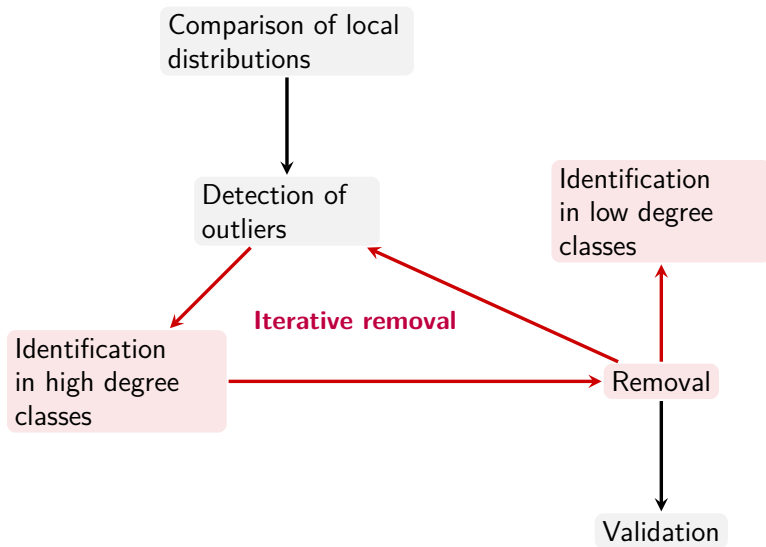 Comparison of local
distributions
Detection of
outliers
Identification
in low degree
classes
Iterative removal
Identification
in high degree
classes
Removal
Validation